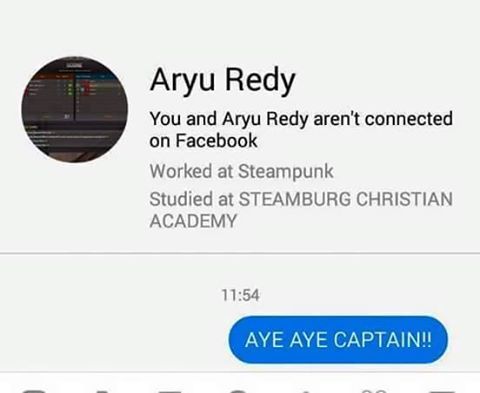 Aryu Redy
You and Aryu Redy aren't connected
on Facebook
Worked at Steampunk
Studied at STEAMBURG CHRISTIAN
ACADEMY
11:54
AYE AYE CAPTAIN!!